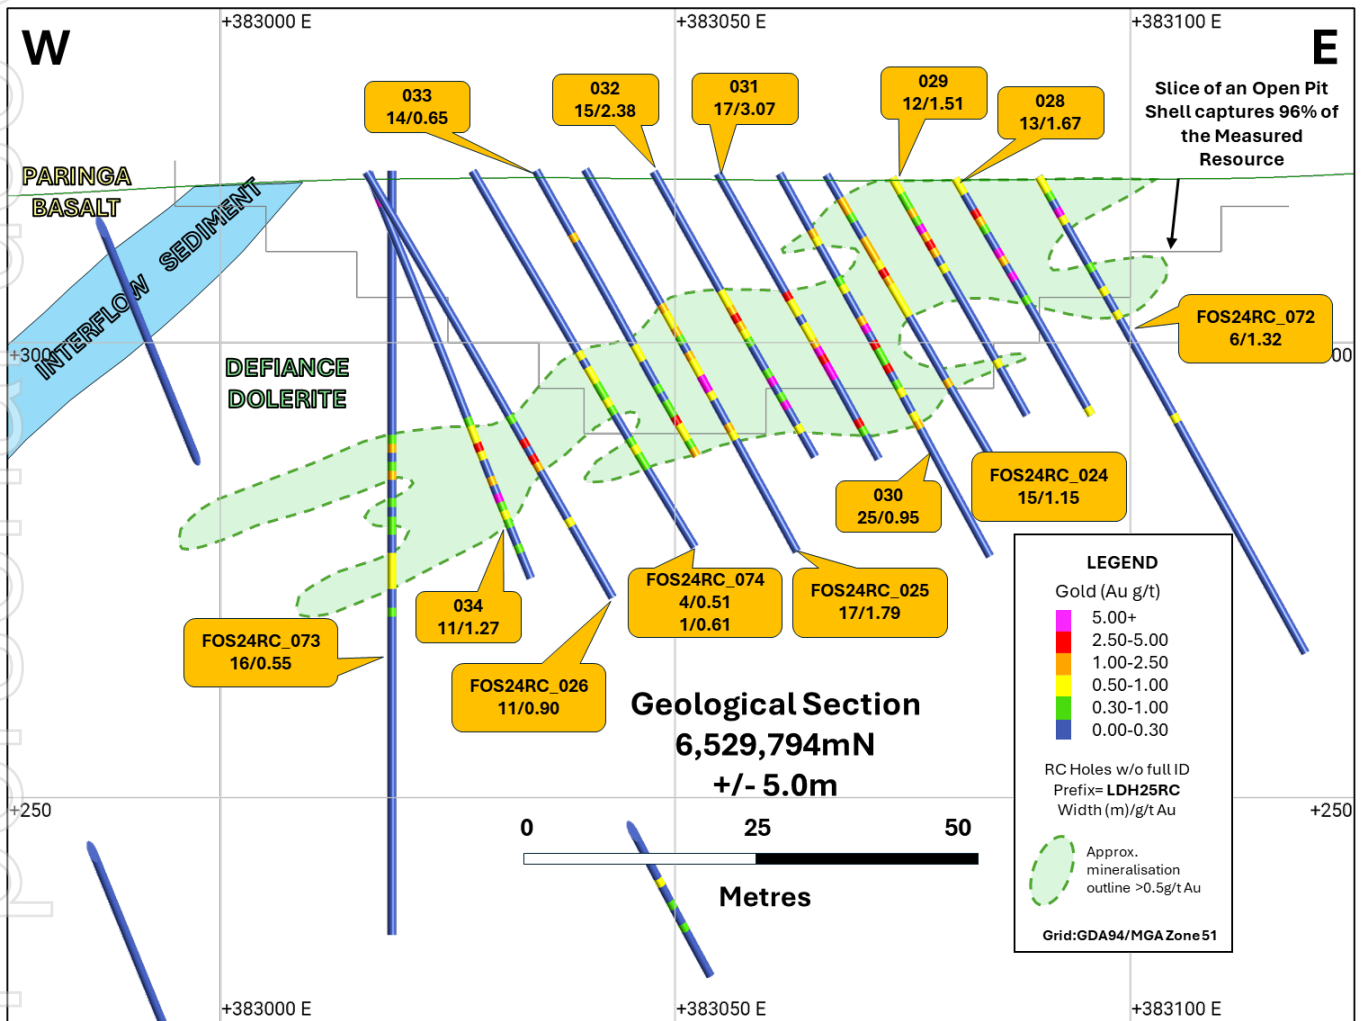 +383000 E
+383050 E
+383100 E
W
E
033
14/0.65
032
15/2.38
031
17/3.07
029
12/1.51
028
13/1.67
Slice of an Open Pit
Shell captures 96% of
the Measured
Resource
PARINGA
BASALT
INTERFLOW SEDIMENT
DEFIANCE
DOLERITE
+300
00
FOS24RC_072
6/1.32
FOS24RC_024
15/1.15
030
25/0.95
FOS24RC_074
4/0.51
1/0.61
FOS24RC_025
17/1.79
034
11/1.27
FOS24RC_073
16/0.55
FOS24RC_026
11/0.90
Geological Section
6,529,794mN
+/- 5.0m
0 25 50
Metres
LEGEND
Gold (Au g/t)
5.00+
2.50-5.00
1.00-2.50
0.50-1.00
0.30-1.00
0.00-0.30
RC Holes w/o full ID
Prefix= LDH25RC
Width (m)/g/t Au
Approx.
mineralisation
outline >0.5g/t Au
Grid:GDA94/MGA Zone 51
+250
+250
+383000 E
+383050 E
+383100 E